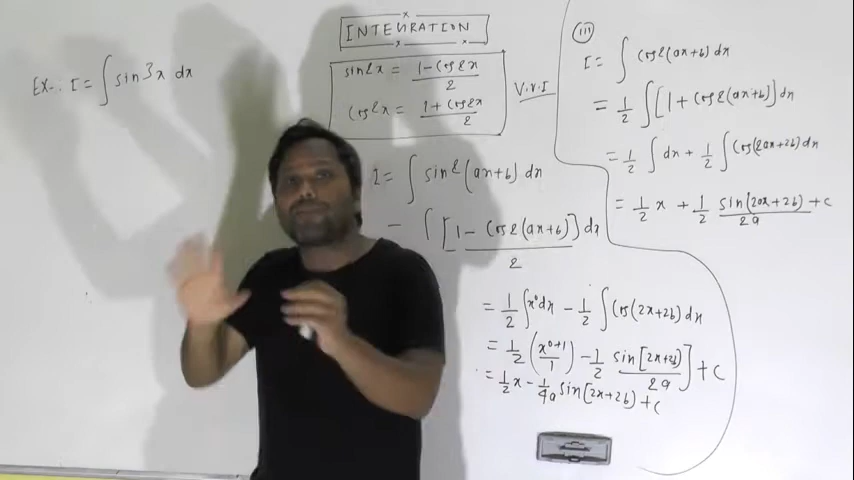 Ex-: I = ∫ sin3x dx
INTEGRATION
sin2x = 1 - Cos2x / 2
Cos2x = 1 + Cos2x / 2
V.V.I
I = ∫ sin2(ax+b) dx
- ∫ [1 - Cos2(ax+b)] dx / 2
= 1/2 ∫ x⁰dx - 1/2 ∫ Cos(2x+2b) dx
= 1/2 (x⁰⁺¹/1) - 1/2 sin[2x+2b]/2a ] + C
= 1/2 x - 1/4a sin[2x+2b] + C
(iii)
I = ∫ Cos2(ax+b) dx
= 1/2 ∫ [1 + Cos2(ax+b)] dx
= 1/2 ∫ dx + 1/2 ∫ Cos(2ax+2b) dx
= 1/2 x + 1/2 sin(2ax+2b)/2a + C